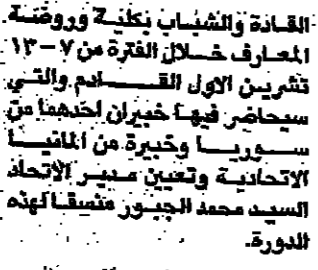 القادة والشباب بكلية وروضة
المعارف خلال الفترة من ٧-١٣
تشرين الاول القادم والتي
سيحاضر فيها خبيران احدهما من
سوريا وخبيرة من المانيا
الاتحادية وتعيين مدير الاتحاد
السيد محمد الجبور منسقا لهذه
الدورة.